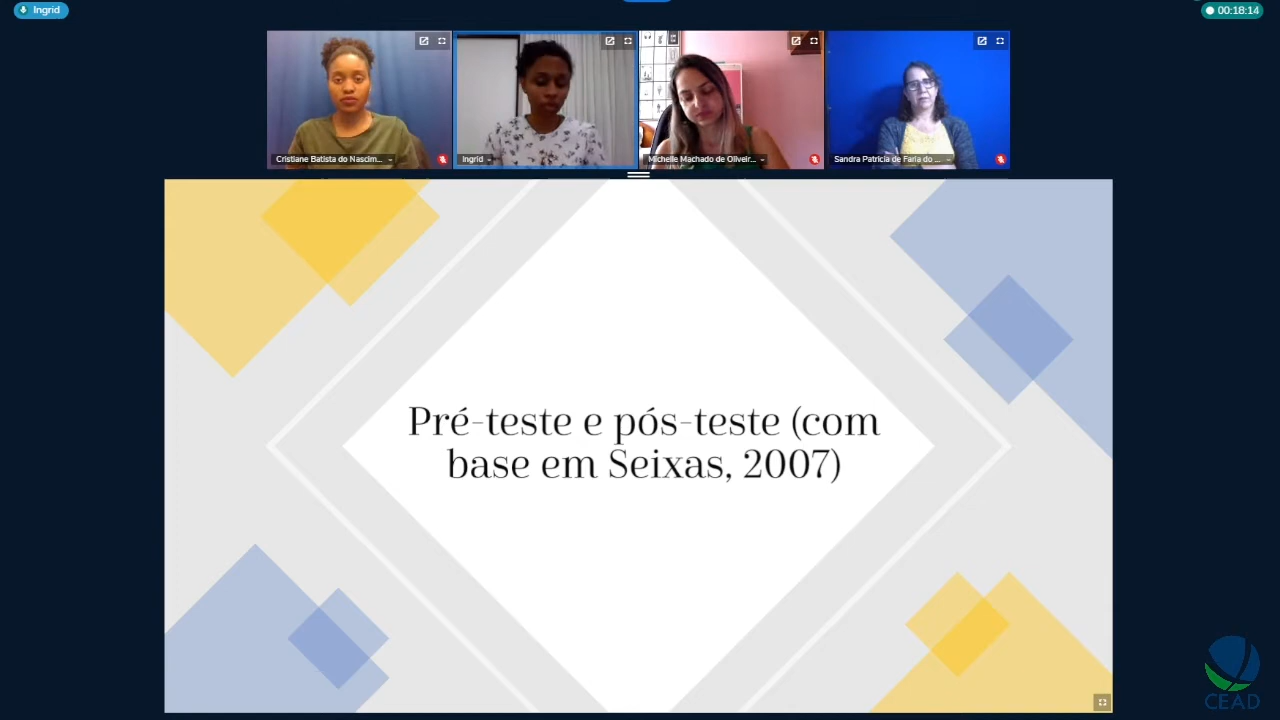 Ingrid
00:18:14
Cristiane Batista do Nascim...
Ingrid
Michelle Machado de Oliveir...
Sandra Patrícia de Faria do ...
Pré-teste e pós-teste (com
base em Seixas, 2007)
CEAD